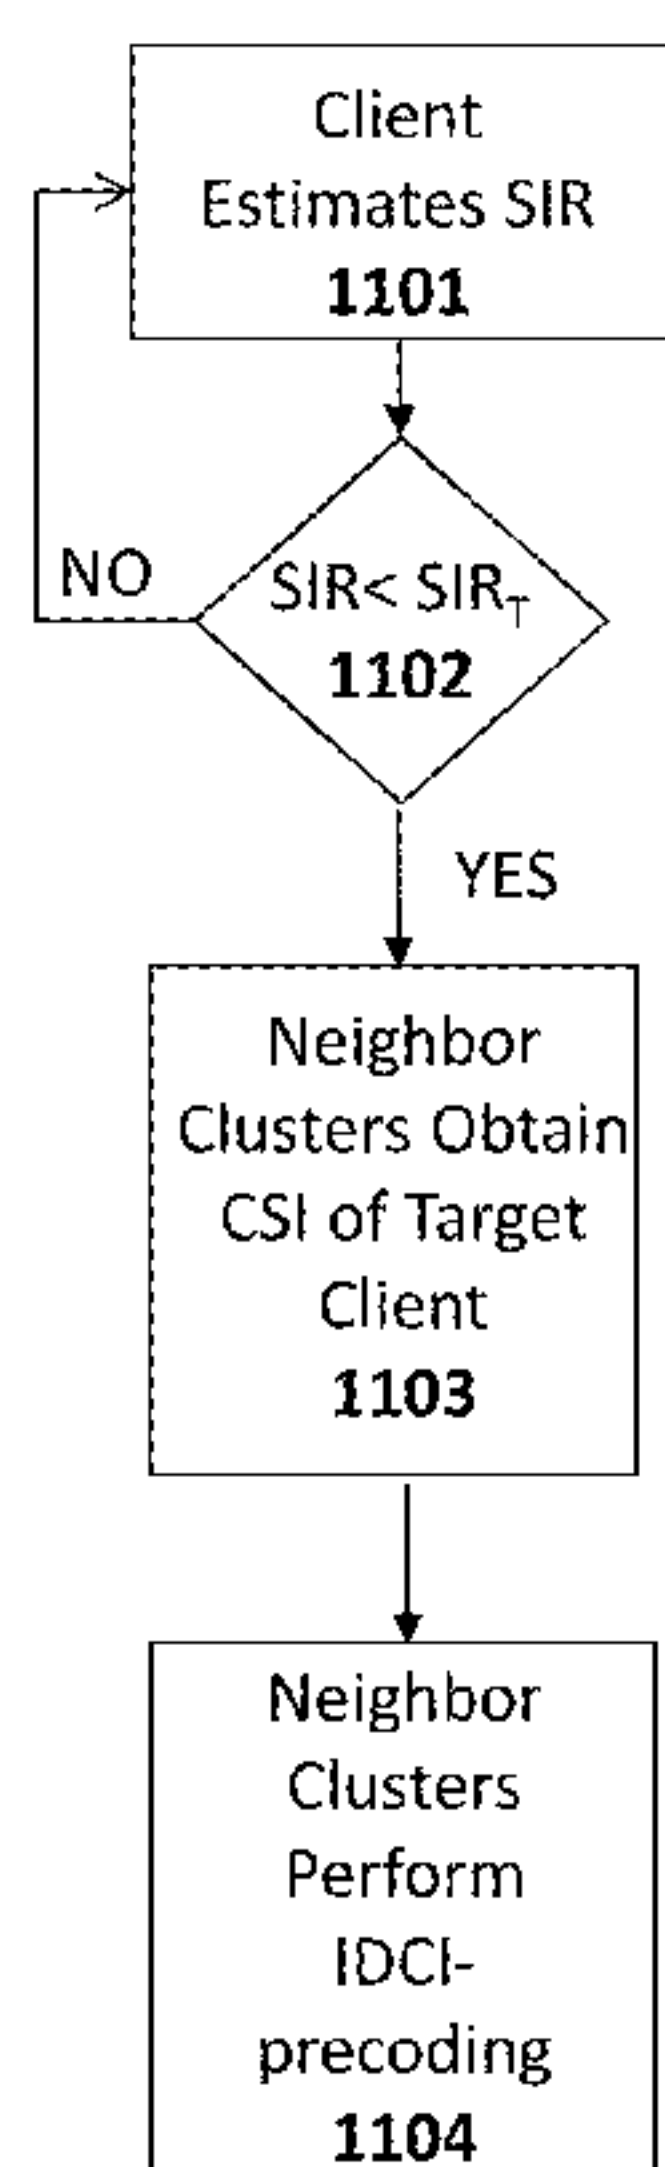 Client
Estimates SIR
1101
NO
SIR< SIR_T
1102
YES
Neighbor
Clusters Obtain
CSI of Target
Client
1103
Neighbor
Clusters
Perform
IDCI-
precoding
1104